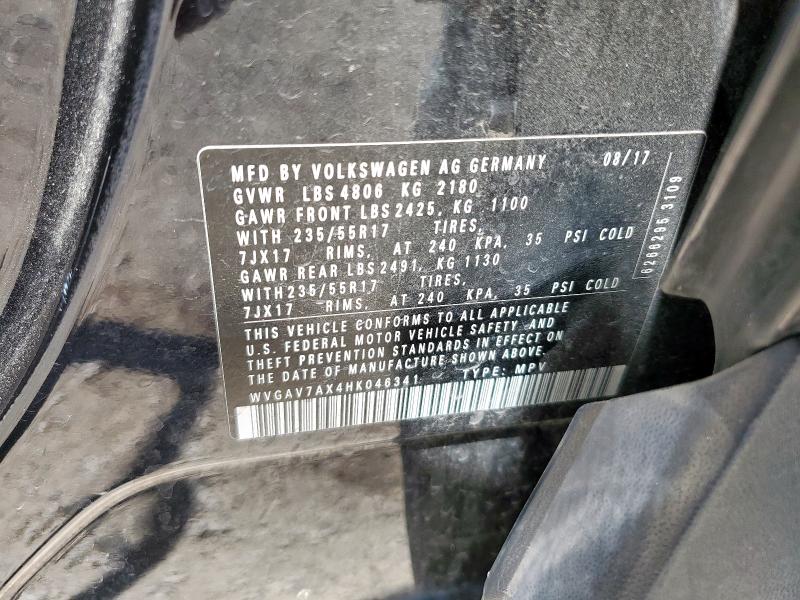 MFD BY VOLKSWAGEN AG GERMANY 08/17
GVWR LBS 4806 KG 2180
GAWR FRONT LBS 2425, KG 1100
WITH 235/55R17 TIRES,
7JX17 RIMS, AT 240 KPA, 35 PSI COLD
GAWR REAR LBS 2491, KG 1130
WITH 235/55R17 TIRES,
7JX17 RIMS, AT 240 KPA, 35 PSI COLD
THIS VEHICLE CONFORMS TO ALL APPLICABLE
U.S. FEDERAL MOTOR VEHICLE SAFETY AND
THEFT PREVENTION STANDARDS IN EFFECT ON
THE DATE OF MANUFACTURE SHOWN ABOVE.
WVGAV7AX4HK046341 TYPE: MPV
6266295 3109